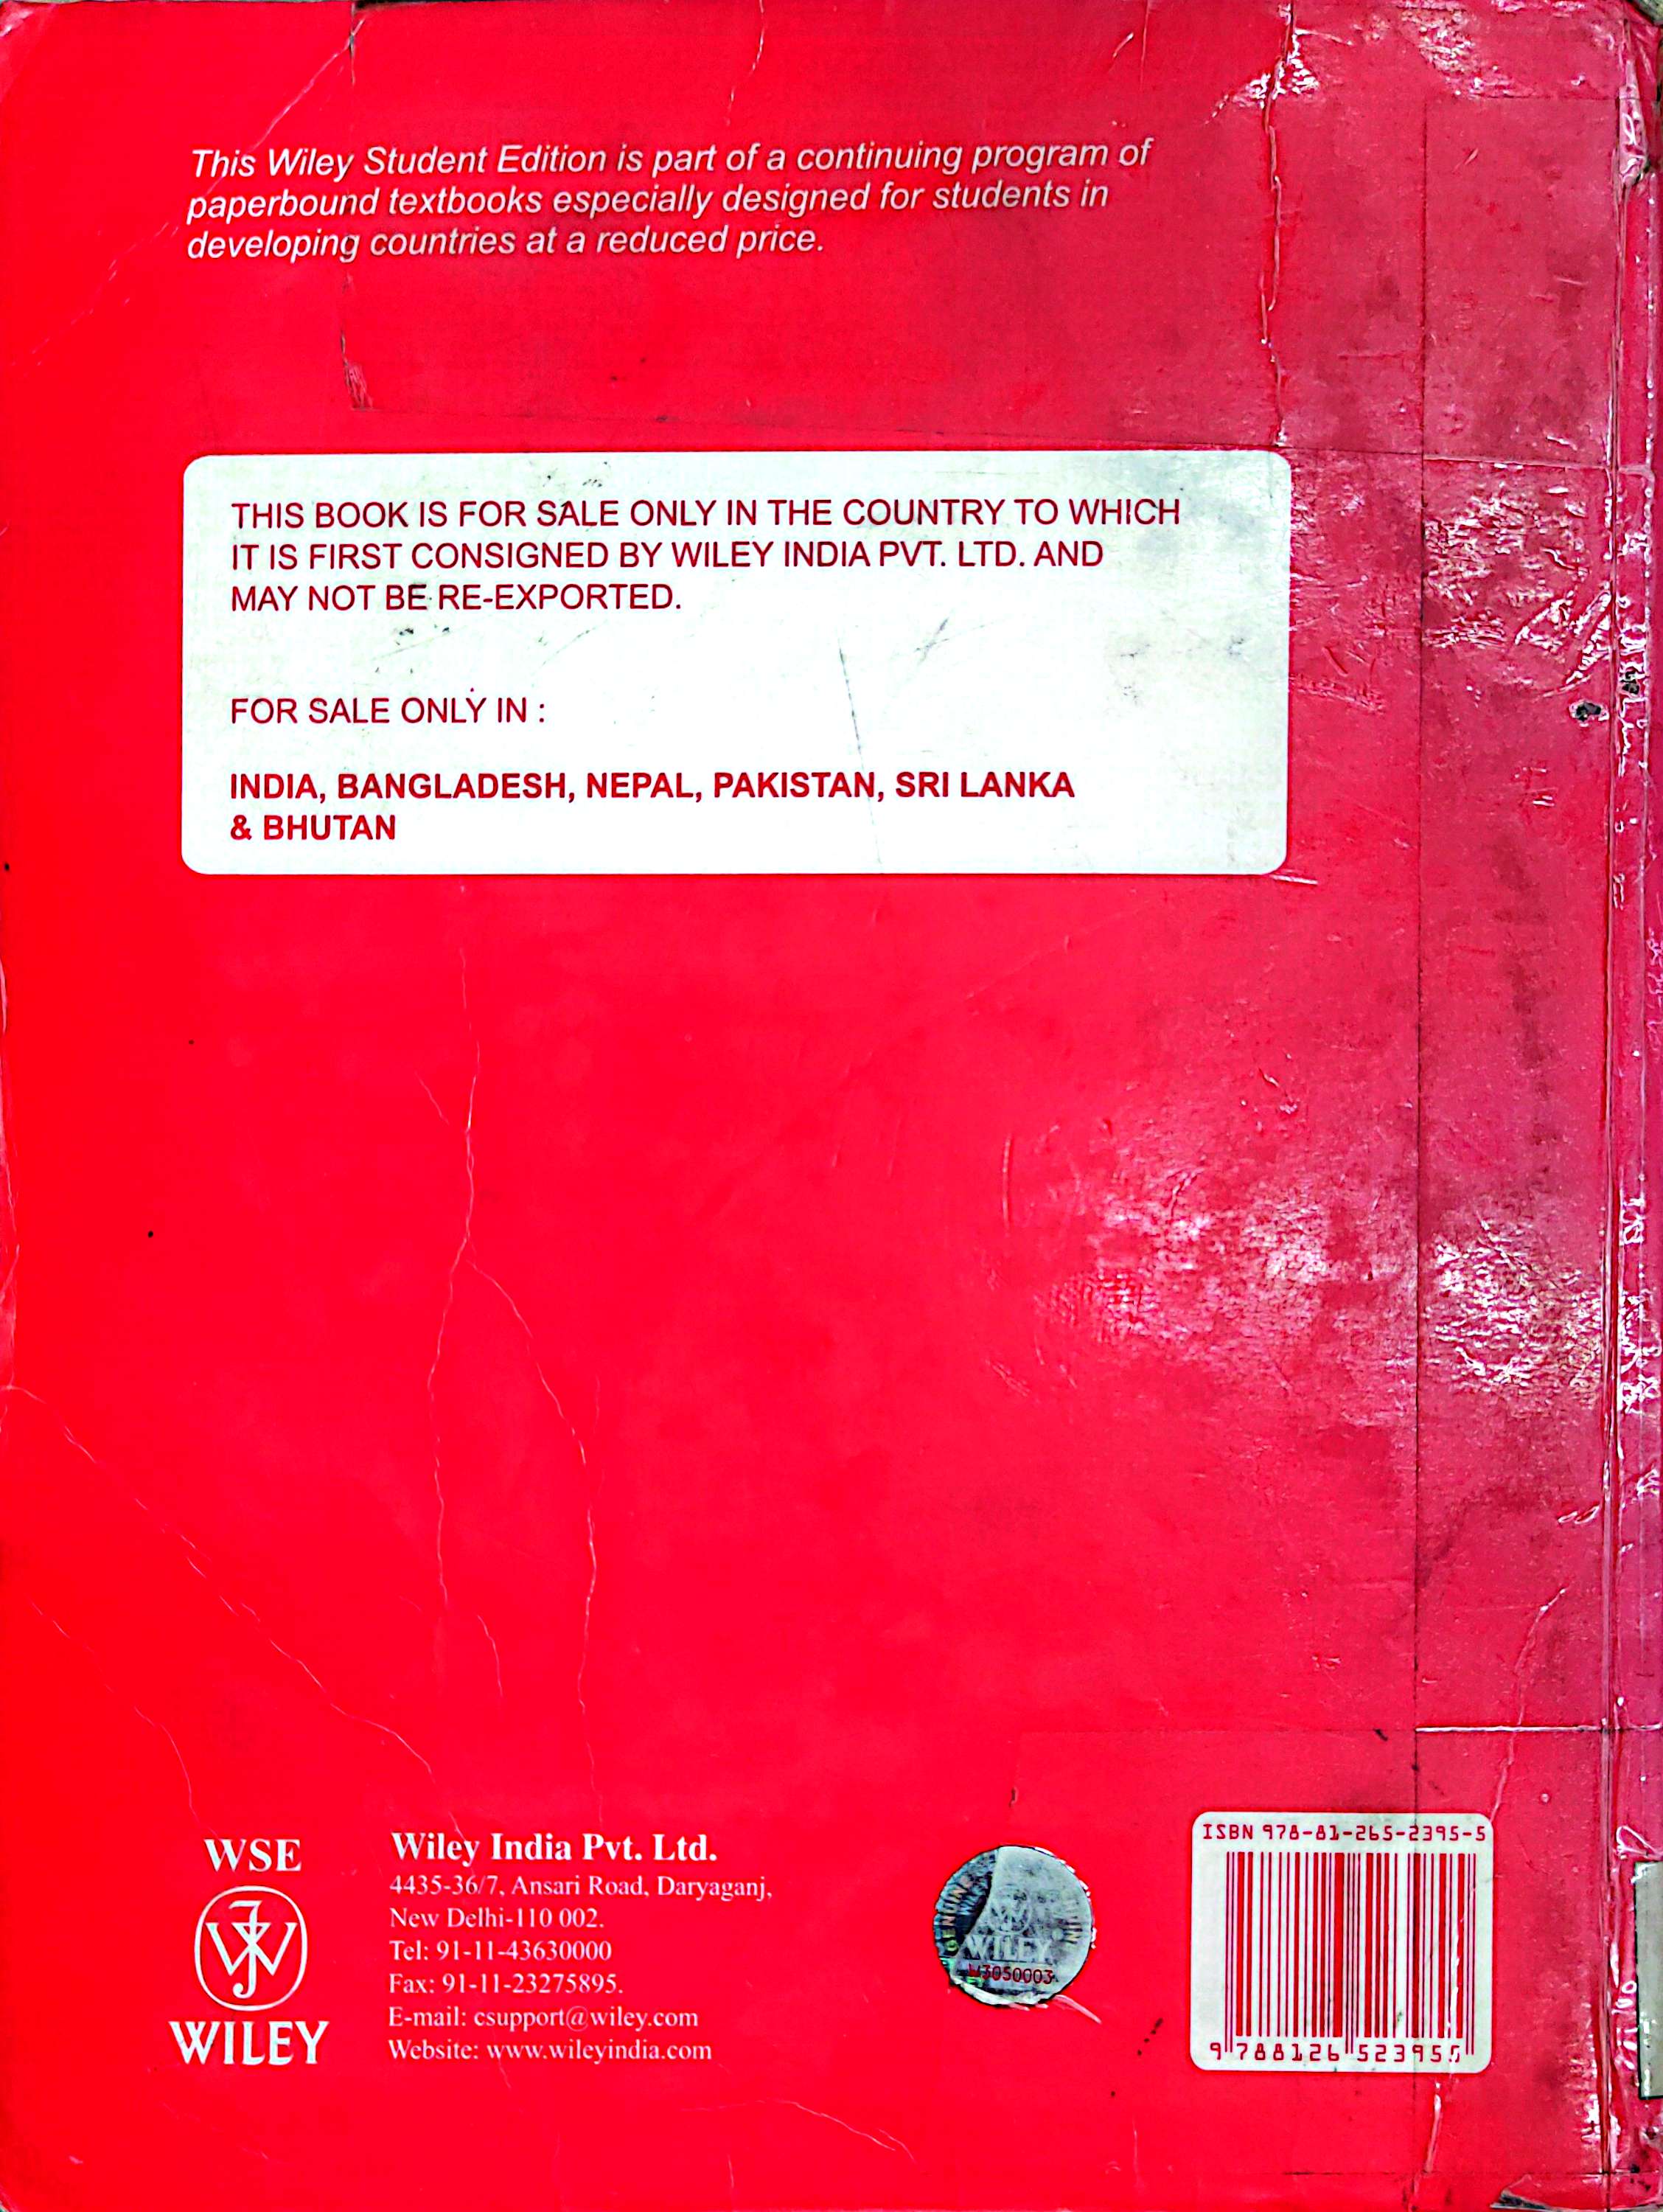 This Wiley Student Edition is part of a continuing program of
paperbound textbooks especially designed for students in
developing countries at a reduced price.
THIS BOOK IS FOR SALE ONLY IN THE COUNTRY TO WHICH
IT IS FIRST CONSIGNED BY WILEY INDIA PVT. LTD. AND
MAY NOT BE RE-EXPORTED.
FOR SALE ONLY IN :
INDIA, BANGLADESH, NEPAL, PAKISTAN, SRI LANKA
& BHUTAN
WSE
WILEY
Wiley India Pvt. Ltd.
4435-36/7, Ansari Road, Daryaganj,
New Delhi-110 002.
Tel: 91-11-43630000
Fax: 91-11-23275895.
E-mail: csupport@wiley.com
Website: www.wileyindia.com
GENUINE
WILEY
W3050003
ISBN 978-81-265-2395-5
9 788126 523955